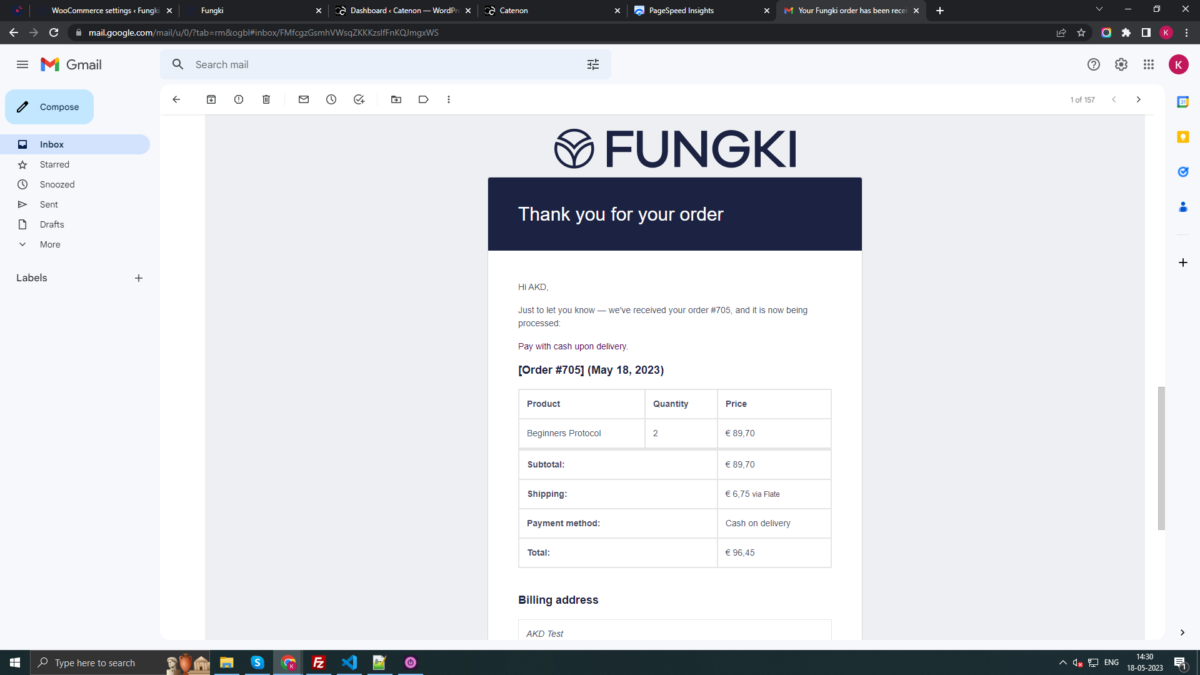 WooCommerce settings ‹ Fungki
Fungki
Dashboard ‹ Catenon — WordPr
Catenon
PageSpeed Insights
Your Fungki order has been rece
mail.google.com/mail/u/0/?tab=rm&ogbl#inbox/FMfcgzGsmhVWsqZKKKzslfFnKQJmgxWS
K
Gmail
Search mail
K
Compose
1 of 157
Inbox
Starred
Snoozed
Sent
Drafts
More
Labels
FUNGKI
Thank you for your order
Hi AKD,
Just to let you know — we've received your order #705, and it is now being
processed:
Pay with cash upon delivery.
[Order #705] (May 18, 2023)
Product Quantity Price
Beginners Protocol 2 € 89,70
Subtotal: € 89,70
Shipping: € 6,75 via Flate
Payment method: Cash on delivery
Total: € 96,45
Billing address
AKD Test
Type here to search
ENG
14:30
18-05-2023
1